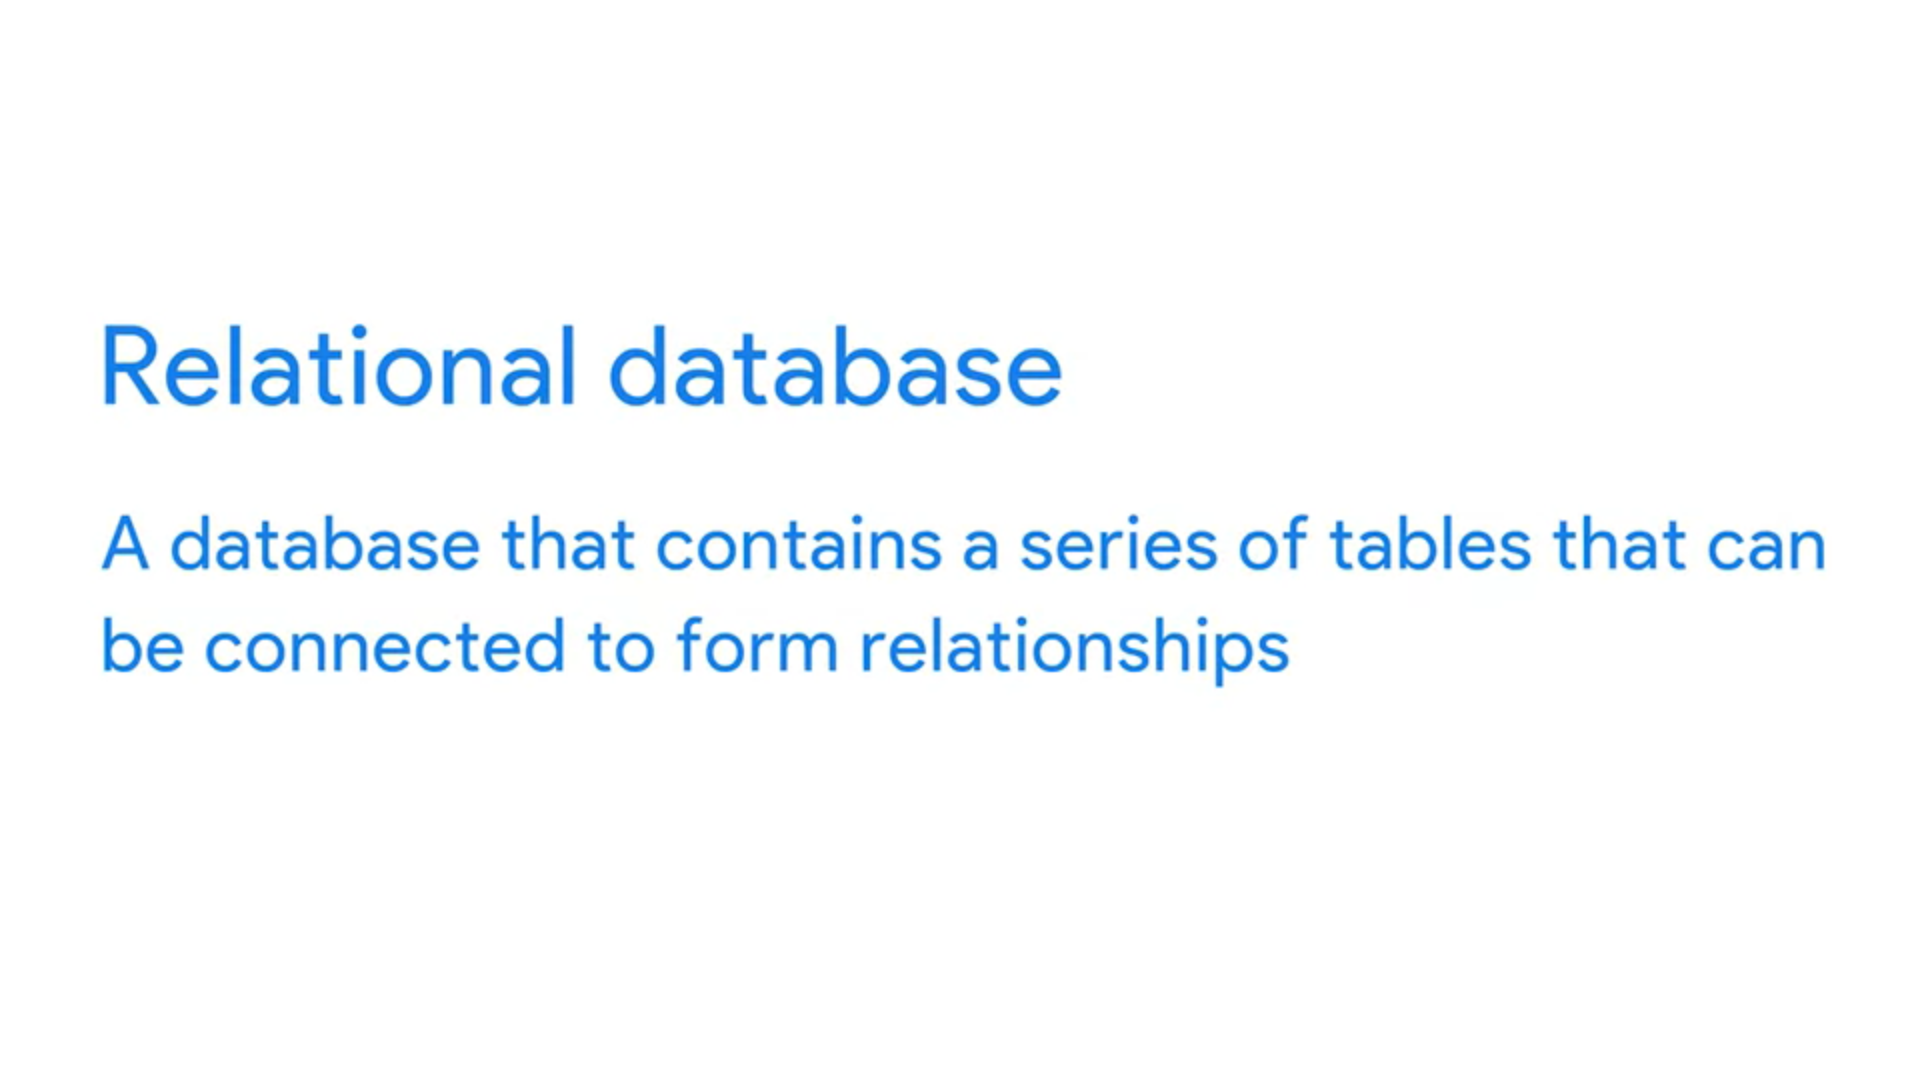 Relational database
A database that contains a series of tables that can
be connected to form relationships